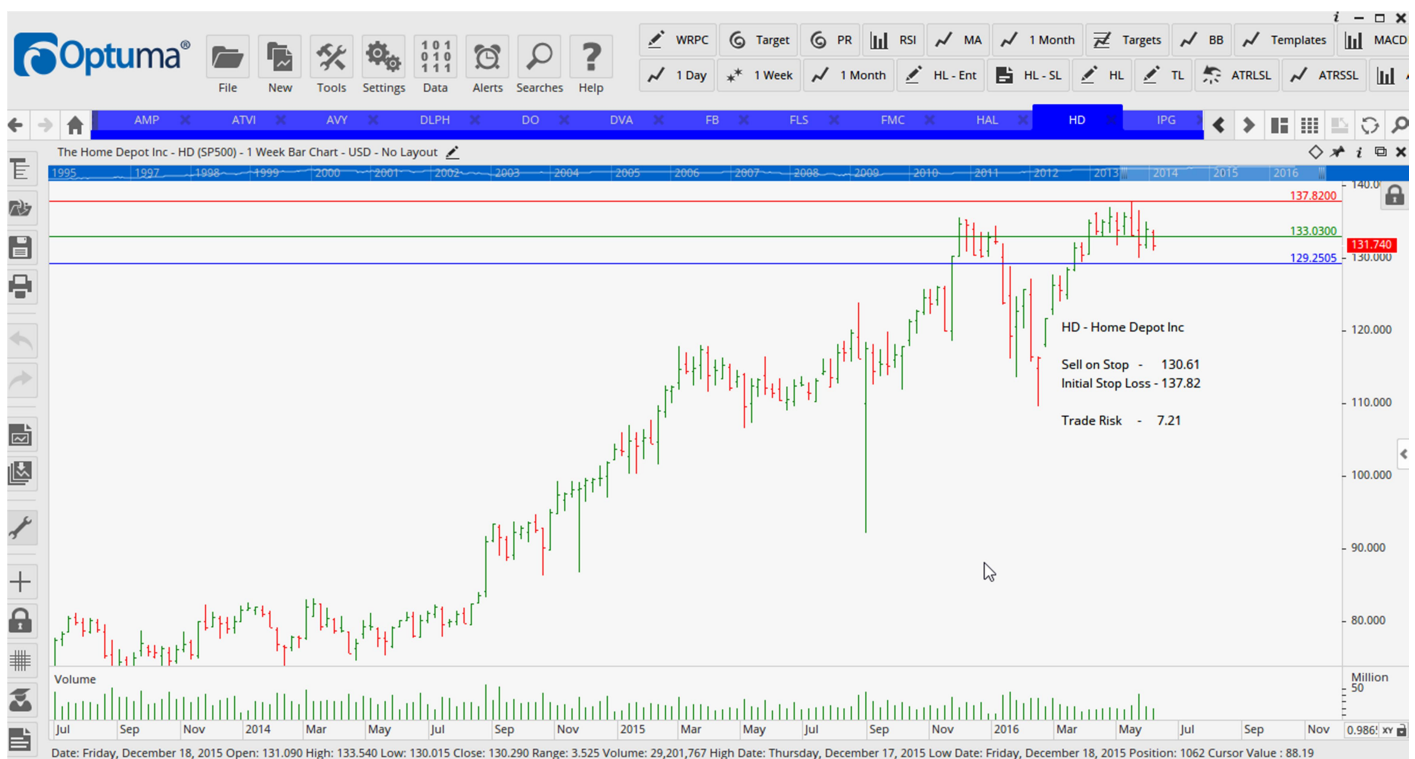 i
Optuma®
File
New
Tools
Settings
101
010
111
Data
Alerts
Searches
Help
WRPC
Target
PR
RSI
MA
1 Month
Targets
BB
Templates
MACD
1 Day
1 Week
1 Month
HL - Ent
HL - SL
HL
TL
ATRLSL
ATRSSL
AMP
ATVI
AVY
DLPH
DO
DVA
FB
FLS
FMC
HAL
HD
IPG
The Home Depot Inc - HD (SP500) - 1 Week Bar Chart - USD - No Layout
i
1995 1997 1998 1999 2000 2001 2002 2003 2004 2005 2006 2007 2008 2009 2010 2011 2012 2013 2014 2015 2016
140.0
137.8200
133.0300
131.740
130.000
129.2505
120.000
110.000
100.000
90.000
80.000
HD - Home Depot Inc
Sell on Stop - 130.61
Initial Stop Loss - 137.82
Trade Risk - 7.21
Volume
Million
50
Jul Sep Nov 2014 Mar May Jul Sep Nov 2015 Mar May Jul Sep Nov 2016 Mar May Jul Sep Nov
XY
Date: Friday, December 18, 2015 Open: 131.090 High: 133.540 Low: 130.015 Close: 130.290 Range: 3.525 Volume: 29,201,767 High Date: Thursday, December 17, 2015 Low Date: Friday, December 18, 2015 Position: 1062 Cursor Value : 88.19